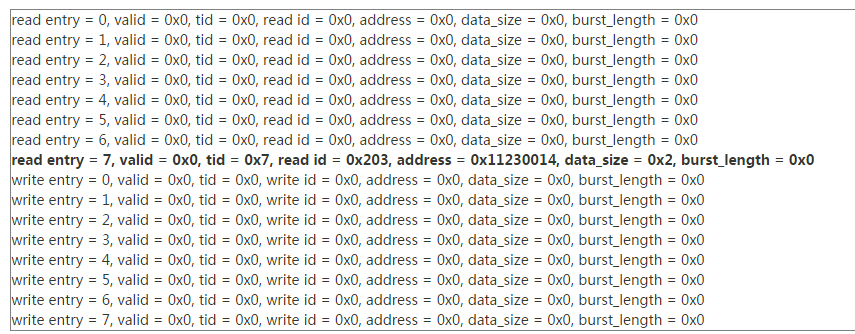 read entry = 0, valid = 0x0, tid = 0x0, read id = 0x0, address = 0x0, data_size = 0x0, burst_length = 0x0
read entry = 1, valid = 0x0, tid = 0x0, read id = 0x0, address = 0x0, data_size = 0x0, burst_length = 0x0
read entry = 2, valid = 0x0, tid = 0x0, read id = 0x0, address = 0x0, data_size = 0x0, burst_length = 0x0
read entry = 3, valid = 0x0, tid = 0x0, read id = 0x0, address = 0x0, data_size = 0x0, burst_length = 0x0
read entry = 4, valid = 0x0, tid = 0x0, read id = 0x0, address = 0x0, data_size = 0x0, burst_length = 0x0
read entry = 5, valid = 0x0, tid = 0x0, read id = 0x0, address = 0x0, data_size = 0x0, burst_length = 0x0
read entry = 6, valid = 0x0, tid = 0x0, read id = 0x0, address = 0x0, data_size = 0x0, burst_length = 0x0
read entry = 7, valid = 0x0, tid = 0x7, read id = 0x203, address = 0x11230014, data_size = 0x2, burst_length = 0x0
write entry = 0, valid = 0x0, tid = 0x0, write id = 0x0, address = 0x0, data_size = 0x0, burst_length = 0x0
write entry = 1, valid = 0x0, tid = 0x0, write id = 0x0, address = 0x0, data_size = 0x0, burst_length = 0x0
write entry = 2, valid = 0x0, tid = 0x0, write id = 0x0, address = 0x0, data_size = 0x0, burst_length = 0x0
write entry = 3, valid = 0x0, tid = 0x0, write id = 0x0, address = 0x0, data_size = 0x0, burst_length = 0x0
write entry = 4, valid = 0x0, tid = 0x0, write id = 0x0, address = 0x0, data_size = 0x0, burst_length = 0x0
write entry = 5, valid = 0x0, tid = 0x0, write id = 0x0, address = 0x0, data_size = 0x0, burst_length = 0x0
write entry = 6, valid = 0x0, tid = 0x0, write id = 0x0, address = 0x0, data_size = 0x0, burst_length = 0x0
write entry = 7, valid = 0x0, tid = 0x0, write id = 0x0, address = 0x0, data_size = 0x0, burst_length = 0x0